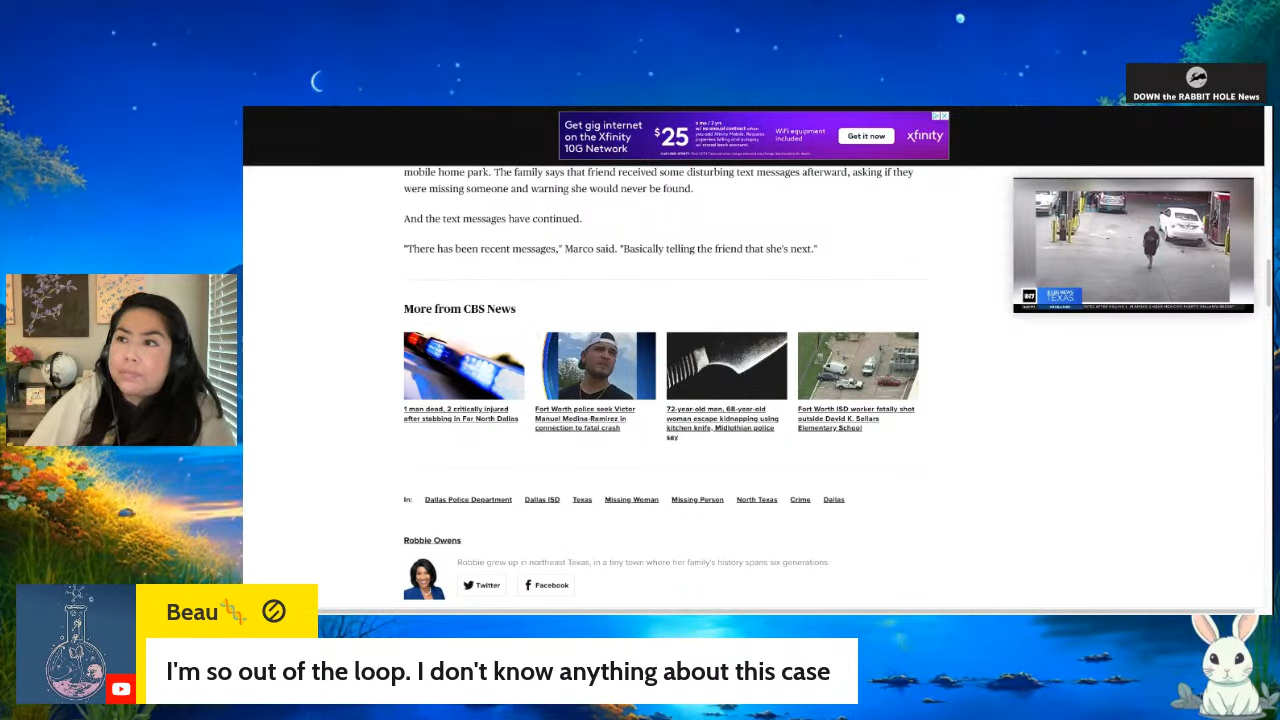 DOWN the RABBIT HOLE News
Get gig internet
on the Xfinity
10G Network
$25
WiFi equipment
included
Get it now
xfinity
mobile home park. The family says that friend received some disturbing text messages afterward, asking if they
were missing someone and warning she would never be found.
And the text messages have continued.
"There has been recent messages," Marco said. "Basically telling the friend that she's next."
CBS NEWS
TEXAS
More from CBS News
1 man dead, 2 critically injured
after stabbing in Far North Dallas
Fort Worth police seek Victor
Manuel Medina-Ramirez in
connection to fatal crash
72-year-old man, 68-year-old
woman escape kidnapping using
kitchen knife, Midlothian police
say
Fort Worth ISD worker fatally shot
outside David K. Sellars
Elementary School
In: Dallas Police Department Dallas ISD Texas Missing Woman Missing Person North Texas Crime Dallas
Robbie Owens
Robbie grew up in northeast Texas, in a tiny town where her family's history spans six generations.
Twitter
Facebook
Beau
I'm so out of the loop. I don't know anything about this case